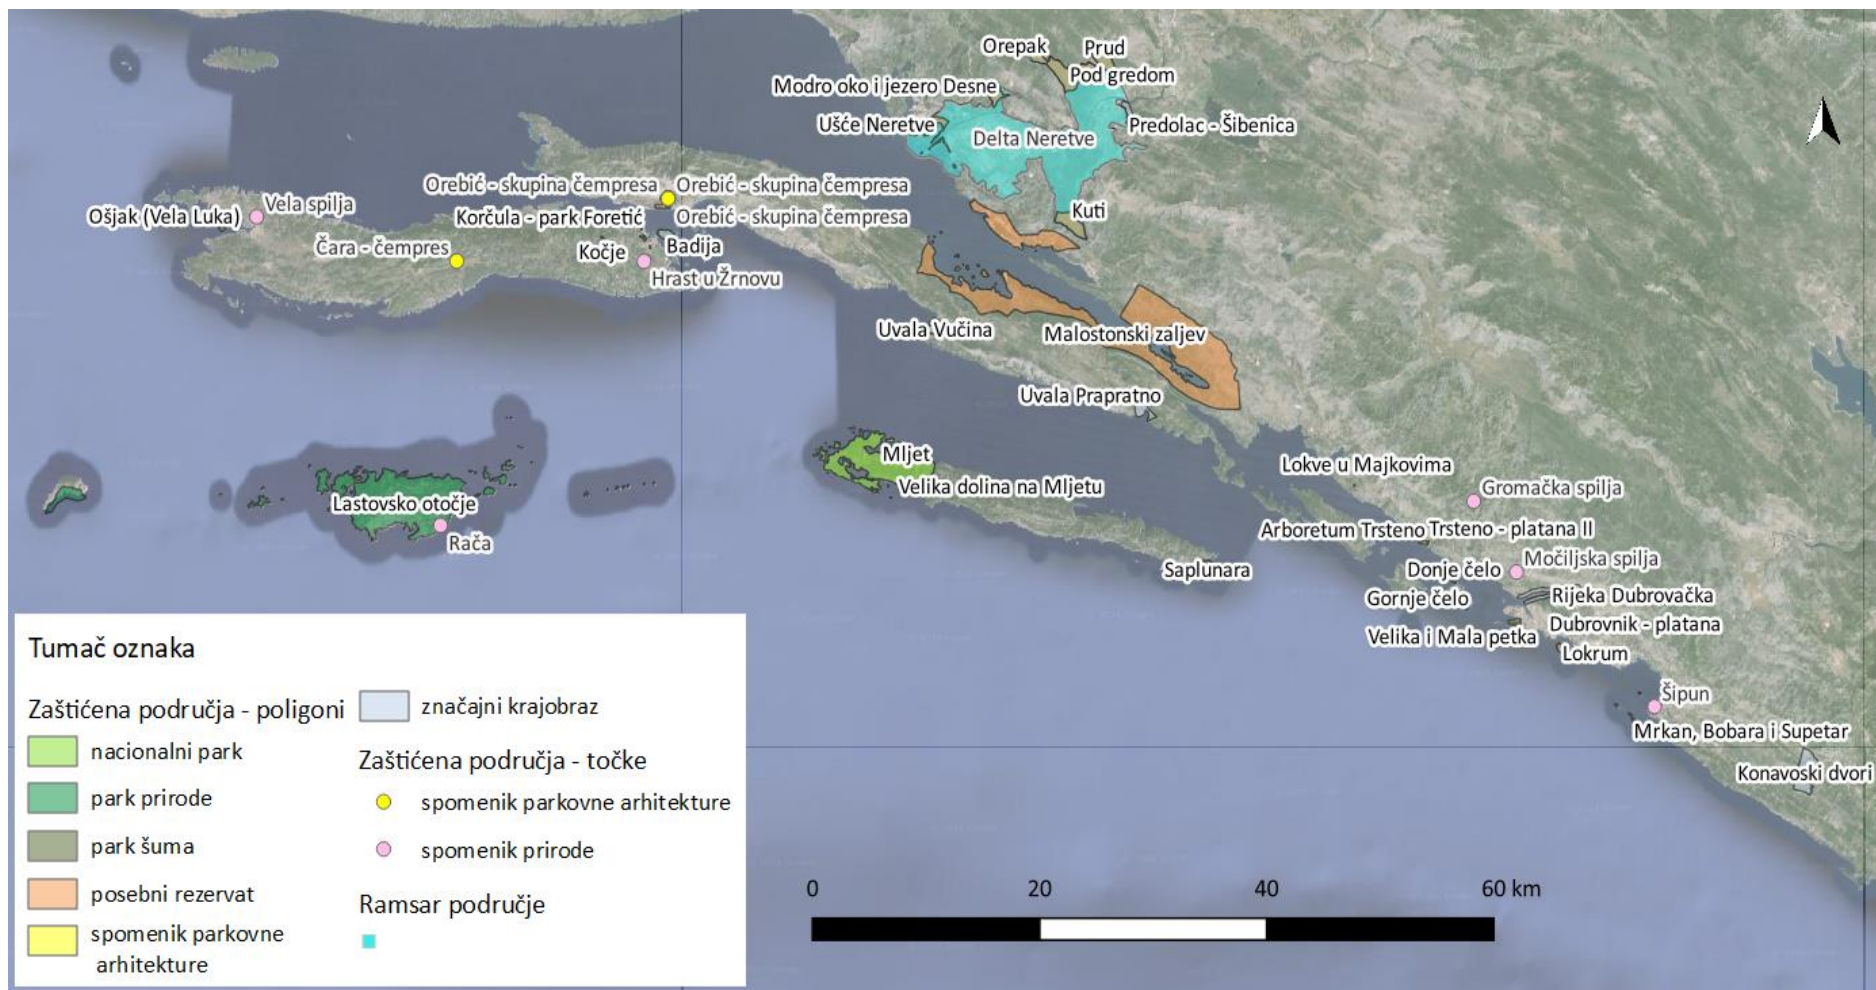 Orepak
Prud
Pod gredom
Modro oko i jezero Desne
Ušće Neretve
Delta Neretve
Predolac - Šibenica
Orebić - skupina čempresa
Orebić - skupina čempresa
Vela spilja
Ošjak (Vela Luka)
Korčula - park Foretić
Orebić - skupina čempresa
Kuti
Čara - čempres
Kočje
Badija
Hrast u Žrnovu
Uvala Vučina
Malostonski zaljev
Uvala Prapratno
Mljet
Velika dolina na Mljetu
Lokve u Majkovima
Gromačka spilja
Lastovsko otočje
Rača
Arboretum Trsteno
Trsteno - platana II
Močiljska spilja
Saplunara
Donje čelo
Gornje čelo
Rijeka Dubrovačka
Dubrovnik - platana
Velika i Mala petka
Lokrum
Šipun
Mrkan, Bobara i Supetar
Konavoski dvori
Tumač oznaka
Zaštićena područja - poligoni
nacionalni park
park prirode
park šuma
posebni rezervat
spomenik parkovne
arhitekture
značajni krajobraz
Zaštićena područja - točke
spomenik parkovne arhitekture
spomenik prirode
Ramsar područje
0 20 40 60 km